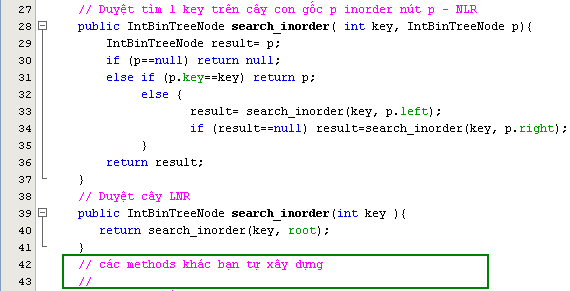 27 // Duyệt tìm 1 key trên cây con gốc p inorder nút p - NLR
28 public IntBinTreeNode search_inorder( int key, IntBinTreeNode p){
29 IntBinTreeNode result= p;
30 if (p==null) return null;
31 else if (p.key==key) return p;
32 else {
33 result= search_inorder(key, p.left);
34 if (result==null) result=search_inorder(key, p.right);
35 }
36 return result;
37 }
38 // Duyệt cây LNR
39 public IntBinTreeNode search_inorder(int key ){
40 return search_inorder(key, root);
41 }
42 // các methods khác bạn tự xây dựng
43 //